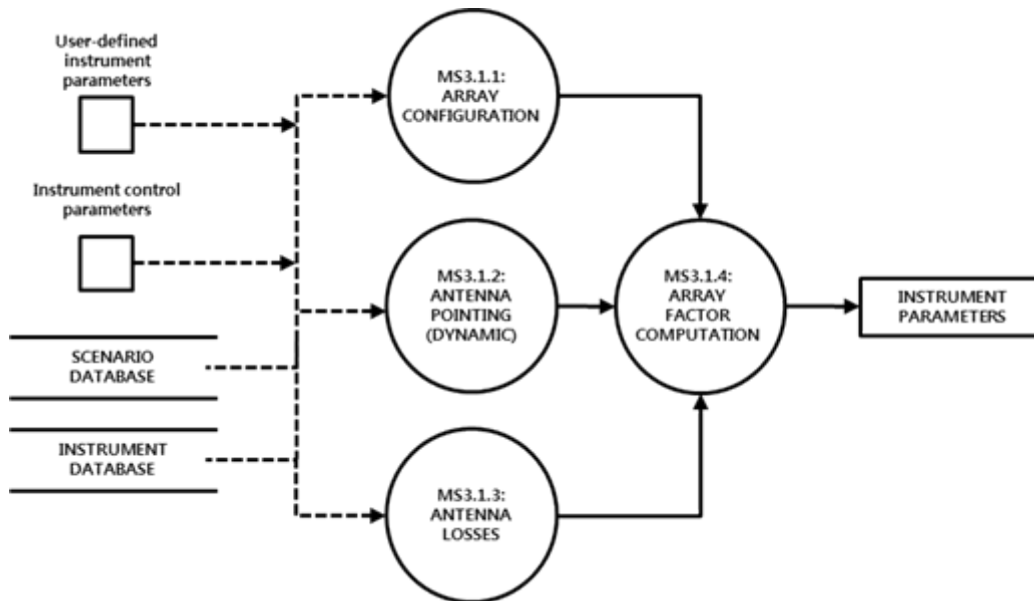 User-defined
instrument
parameters
Instrument control
parameters
SCENARIO
DATABASE
INSTRUMENT
DATABASE
MS3.1.1:
ARRAY
CONFIGURATION
MS3.1.2:
ANTENNA
POINTING
(DYNAMIC)
MS3.1.3:
ANTENNA
LOSSES
MS3.1.4:
ARRAY
FACTOR
COMPUTATION
INSTRUMENT
PARAMETERS